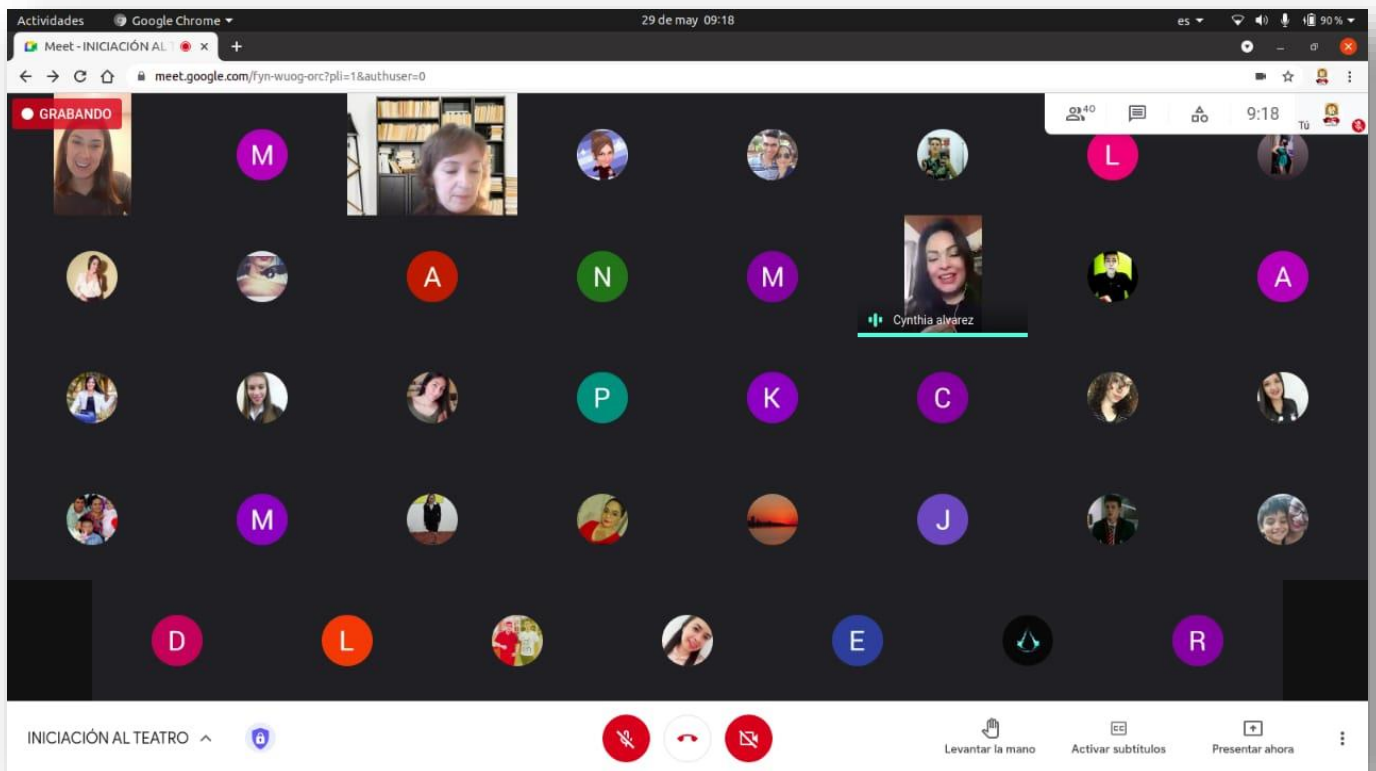 Actividades Google Chrome 29 de may 09:18 es 90 %
Meet - INICIACIÓN AL T
meet.google.com/fyn-wuog-orc?pli=1&authuser=0
GRABANDO 40 9:18 Tú
M L
A N M A
Cynthia alvarez
P K C
M J
D L E R
INICIACIÓN AL TEATRO Levantar la mano CC Activar subtítulos Presentar ahora